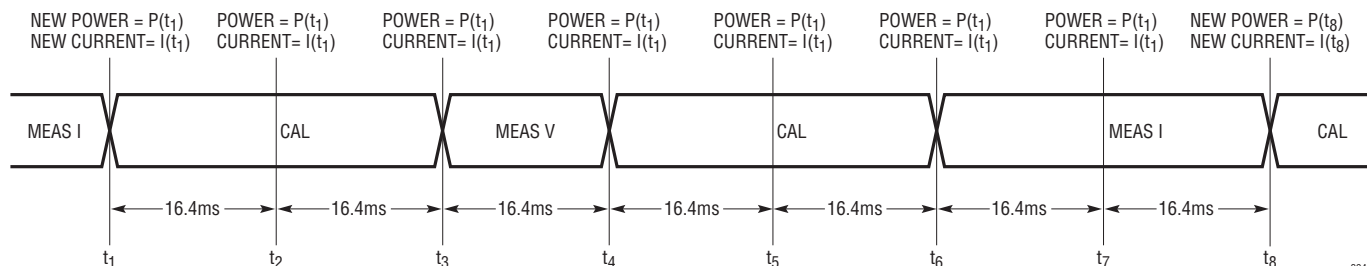 NEW POWER = P(t1)
NEW CURRENT= I(t1)
POWER = P(t1)
CURRENT= I(t1)
POWER = P(t1)
CURRENT= I(t1)
POWER = P(t1)
CURRENT= I(t1)
POWER = P(t1)
CURRENT= I(t1)
POWER = P(t1)
CURRENT= I(t1)
POWER = P(t1)
CURRENT= I(t1)
NEW POWER = P(t8)
NEW CURRENT= I(t8)
MEAS I
CAL
MEAS V
CAL
MEAS I
CAL
16.4ms
16.4ms
16.4ms
16.4ms
16.4ms
16.4ms
16.4ms
t1
t2
t3
t4
t5
t6
t7
t8